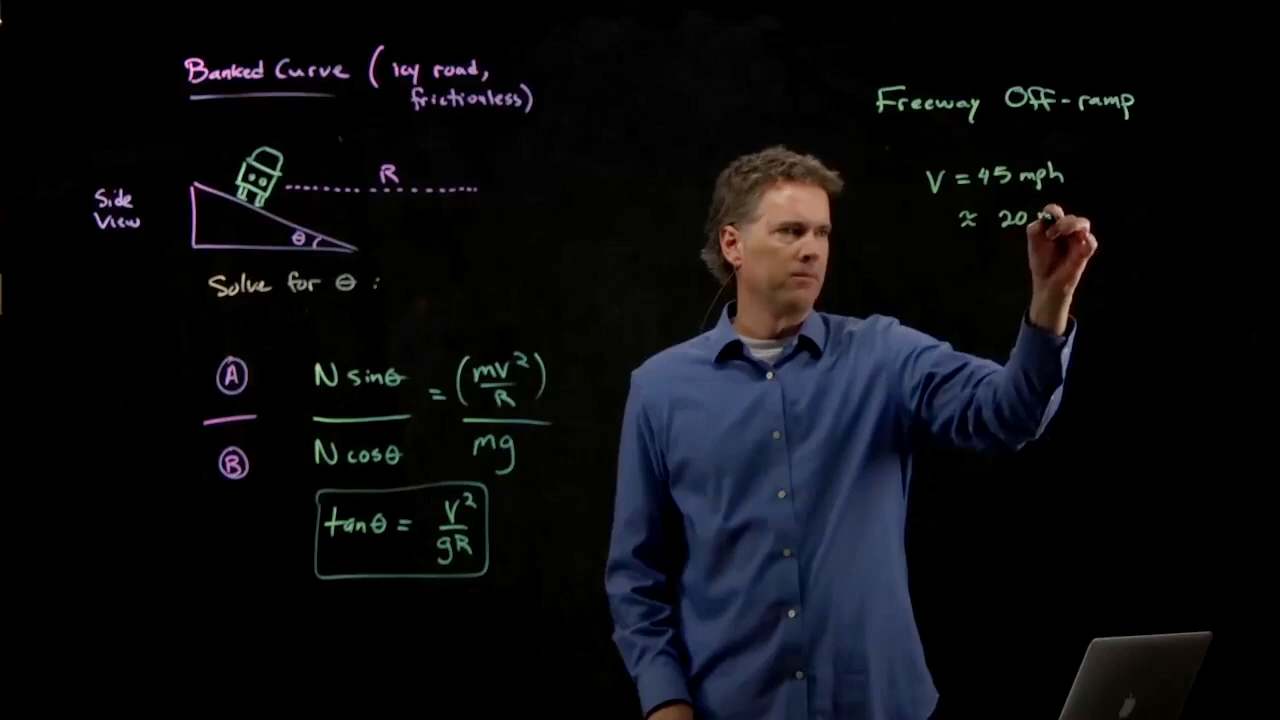 Banked Curve (icy road,
frictionless)
R
Side
View
θ
Solve for θ :
A N sinθ = (mv²/R)
B N cosθ mg
tanθ = v²/gR
Freeway Off-ramp
V = 45 mph
≈ 20 m